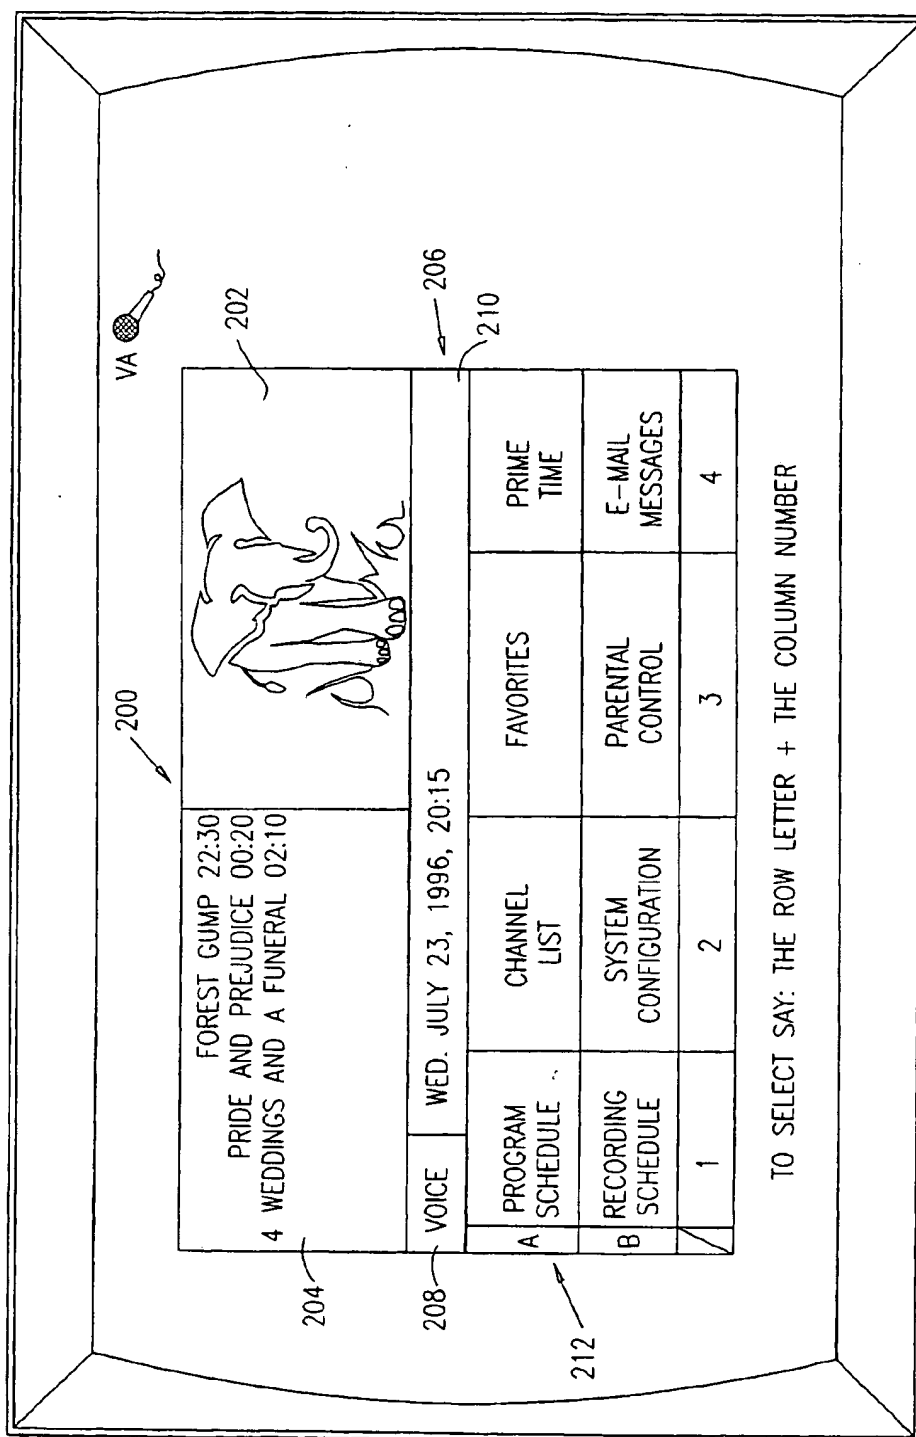 200
VA
202
FOREST GUMP 22:30
PRIDE AND PREJUDICE 00:20
4 WEDDINGS AND A FUNERAL 02:10
204
206
208
VOICE
WED. JULY 23, 1996, 20:15
210
A
PROGRAM
SCHEDULE
CHANNEL
LIST
FAVORITES
PRIME
TIME
B
RECORDING
SCHEDULE
SYSTEM
CONFIGURATION
PARENTAL
CONTROL
E-MAIL
MESSAGES
212
1
2
3
4
TO SELECT SAY: THE ROW LETTER + THE COLUMN NUMBER